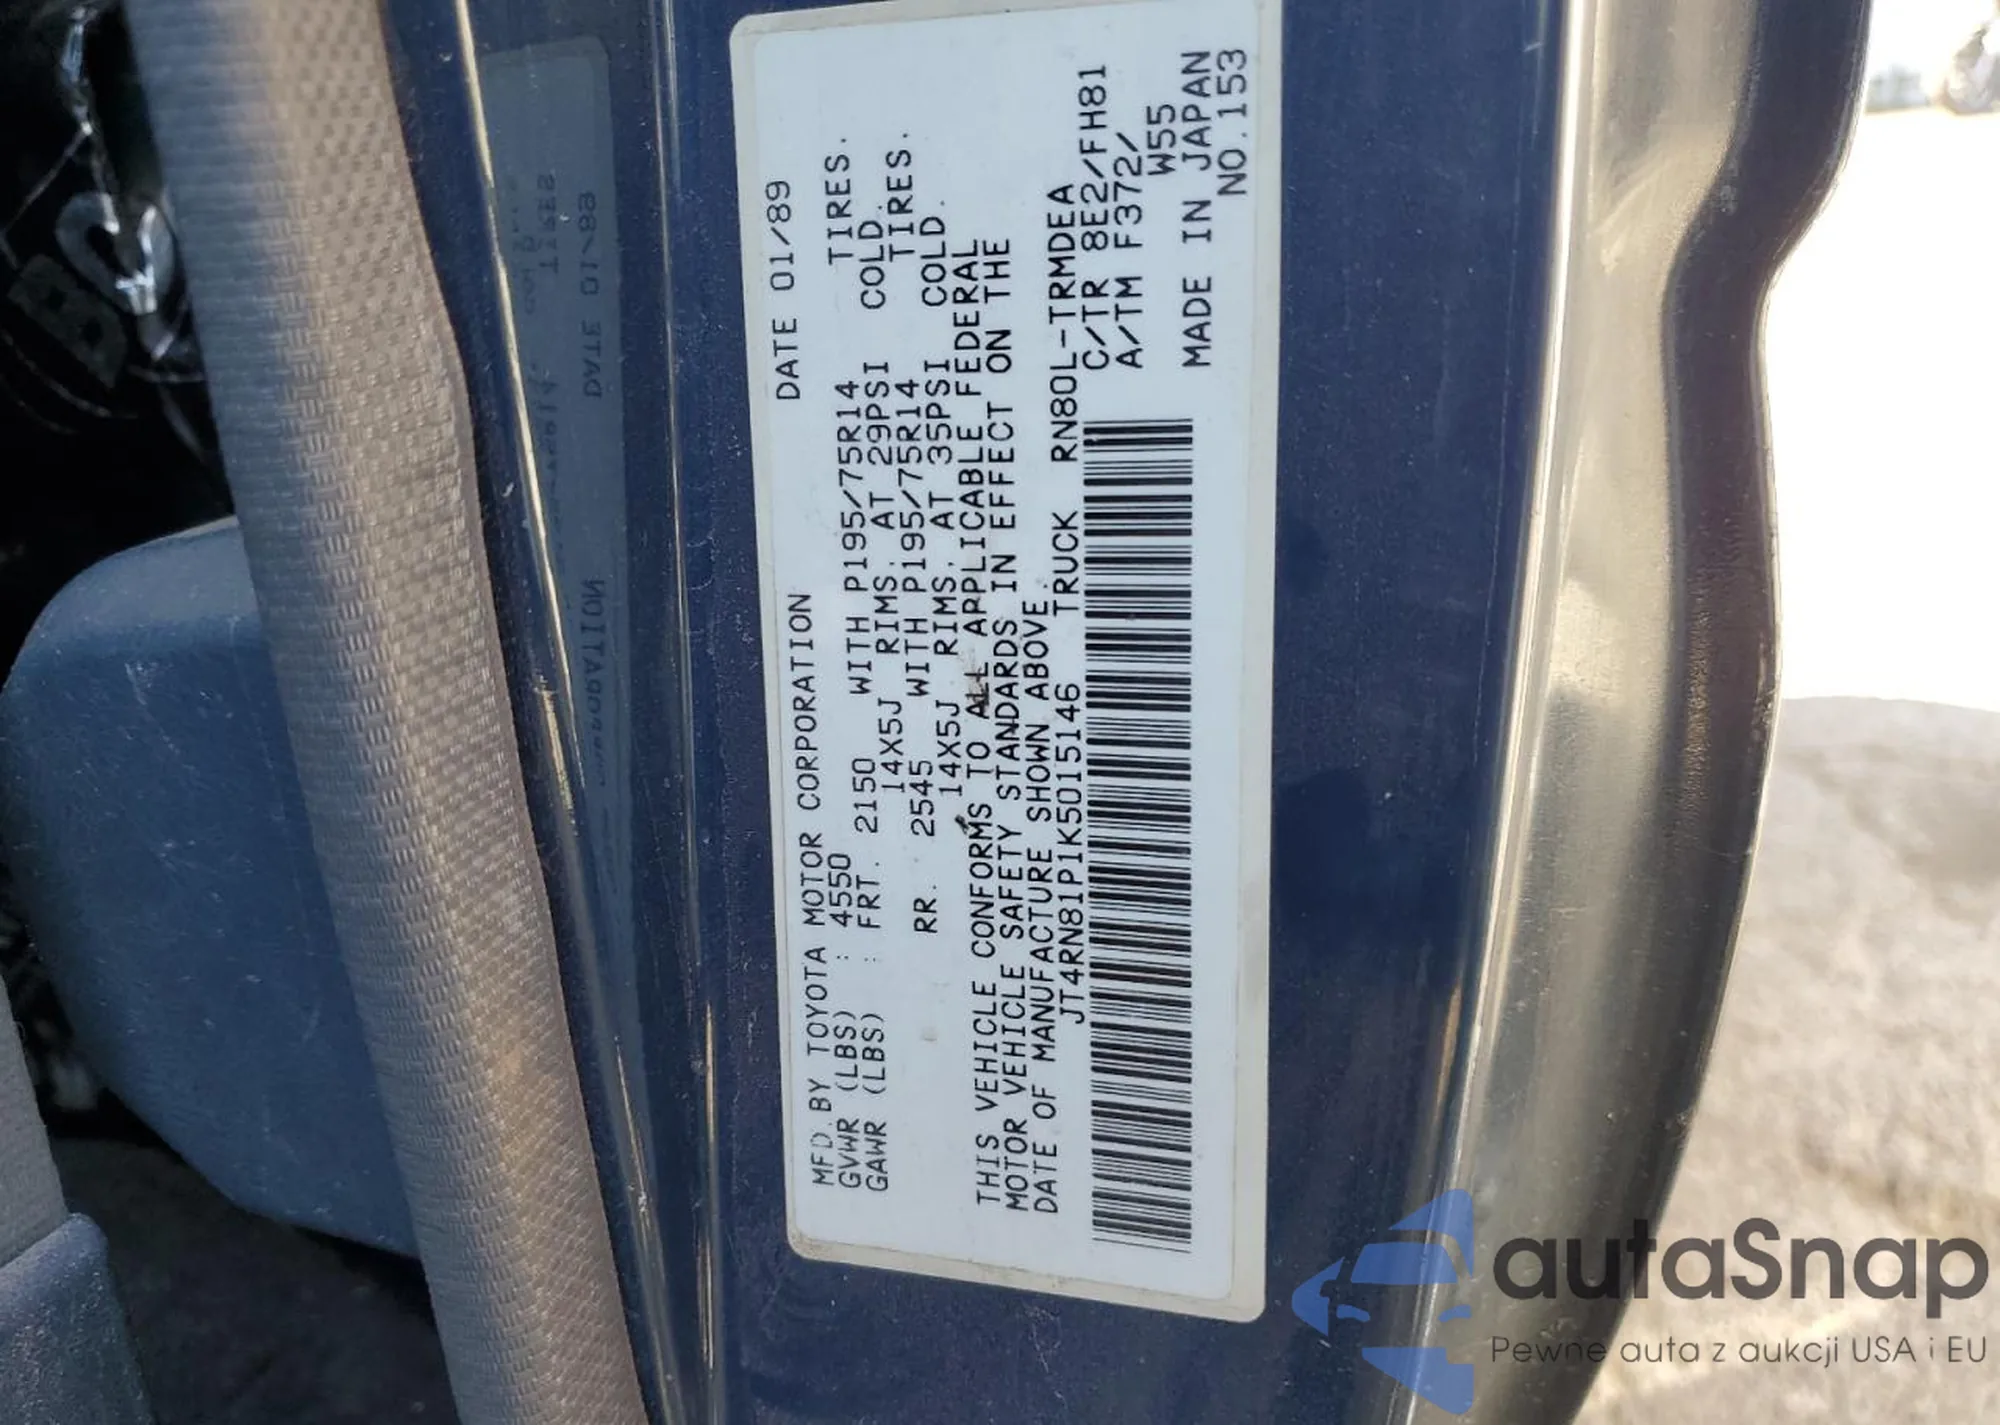 MFD. BY TOYOTA MOTOR CORPORATION DATE 01/89
GVWR (LBS) : 4550
GAWR (LBS) : FRT. 2150 WITH P195/75R14 TIRES.
14X5J RIMS. AT 29PSI COLD.
RR. 2545 WITH P195/75R14 TIRES.
14X5J RIMS. AT 35PSI COLD.
THIS VEHICLE CONFORMS TO ALL APPLICABLE FEDERAL
MOTOR VEHICLE SAFETY STANDARDS IN EFFECT ON THE
DATE OF MANUFACTURE SHOWN ABOVE.
JT4RN81P1K5015146 TRUCK RN80L-TRMDEA
C/TR 8E2/FH81
A/TM F372/
W55
MADE IN JAPAN
NO.153
autaSnap
Pewne auta z aukcji USA i EU